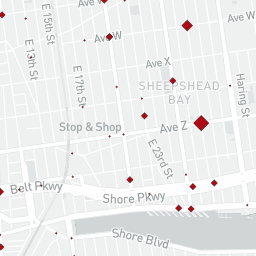 E 15th St
Ave W
Ave W
E 13th St
Ave X
E 17th St
SHEEPSHEAD
BAY
Haring St
Stop & Shop
Ave Z
E 23rd St
Belt Pkwy
Shore Pkwy
Shore Blvd